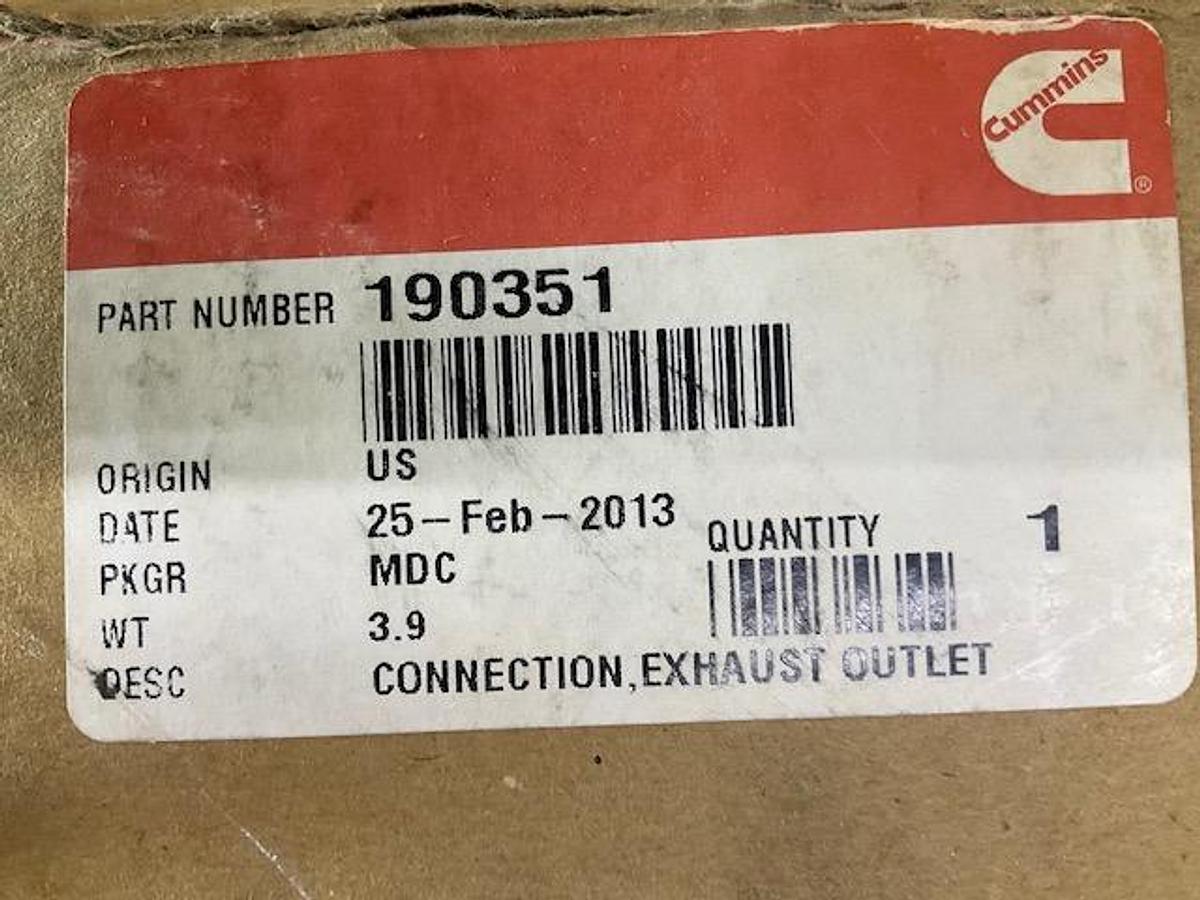 Cummins
®
PART NUMBER 190351
ORIGIN US
DATE 25-Feb-2013
QUANTITY 1
PKGR MDC
WT 3.9
DESC CONNECTION,EXHAUST OUTLET